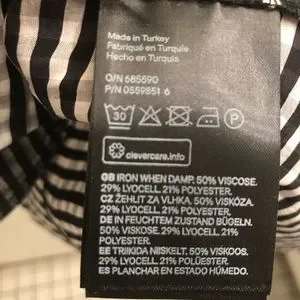 Made in Turkey
Fabriqué en Turquie
Hecho en Turquía
O/N 685590
P/N 0559851 6
30
P
clevercare.info
GB IRON WHEN DAMP. 50% VISCOSE.
29% LYOCELL. 21% POLYESTER.
CZ ŽEHLIT ZA VLHKA. 50% VISKÓZA.
29% LYOCELL. 21% POLYESTER.
DE IM FEUCHTEN ZUSTAND BÜGELN.
50% VISKOSE. 29% LYOCELL. 21%
POLYESTER.
EE TRIIKIDA NIISKELT. 50% VISKOOS.
29% LÜOTSELL. 21% POLÜESTER.
ES PLANCHAR EN ESTADO HÚMEDO.